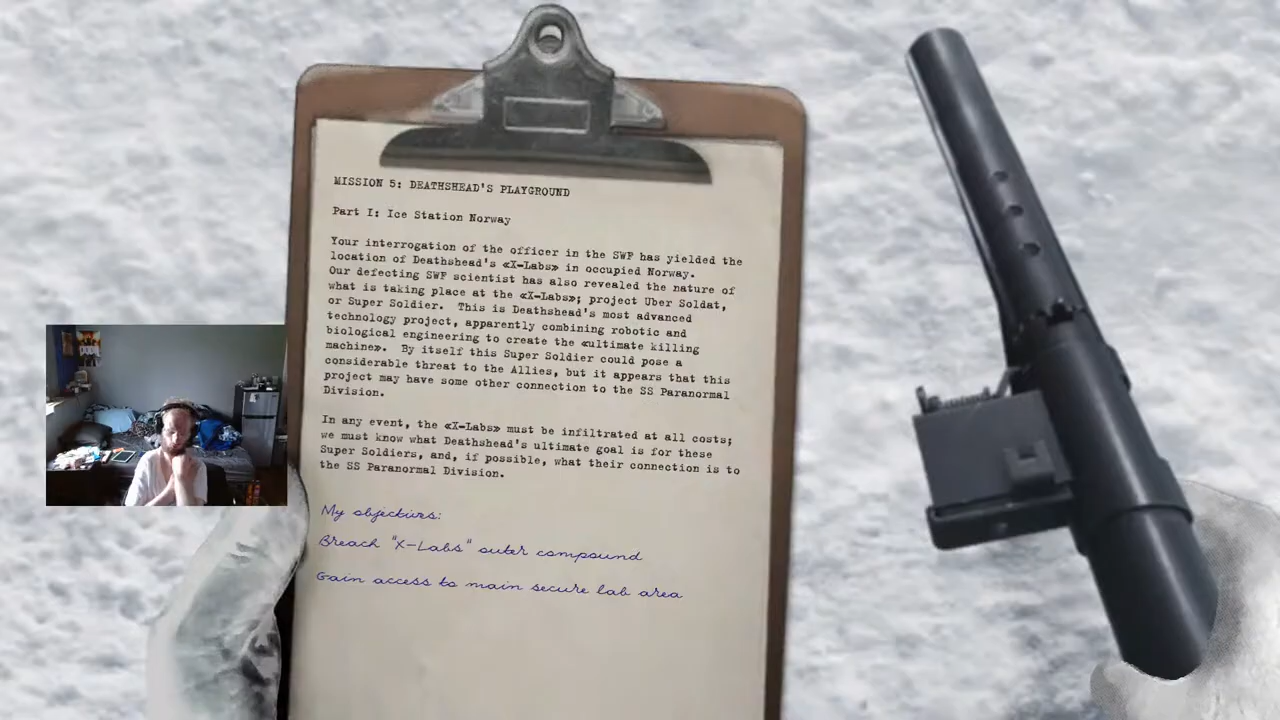 MISSION 5: DEATHSHEAD'S PLAYGROUND
Part I: Ice Station Norway
Your interrogation of the officer in the SWF has yielded the
location of Deathshead's «X-Labs» in occupied Norway.
Our defecting SWF scientist has also revealed the nature of
what is taking place at the «X-Labs»; project Uber Soldat,
or Super Soldier. This is Deathshead's most advanced
technology project, apparently combining robotic and
biological engineering to create the «ultimate killing
machine». By itself this Super Soldier could pose a
considerable threat to the Allies, but it appears that this
project may have some other connection to the SS Paranormal
Division.
In any event, the «X-Labs» must be infiltrated at all costs;
we must know what Deathshead's ultimate goal is for these
Super Soldiers, and, if possible, what their connection is to
the SS Paranormal Division.
My objectives:
Breach "X-Labs" outer compound
Gain access to main secure lab area